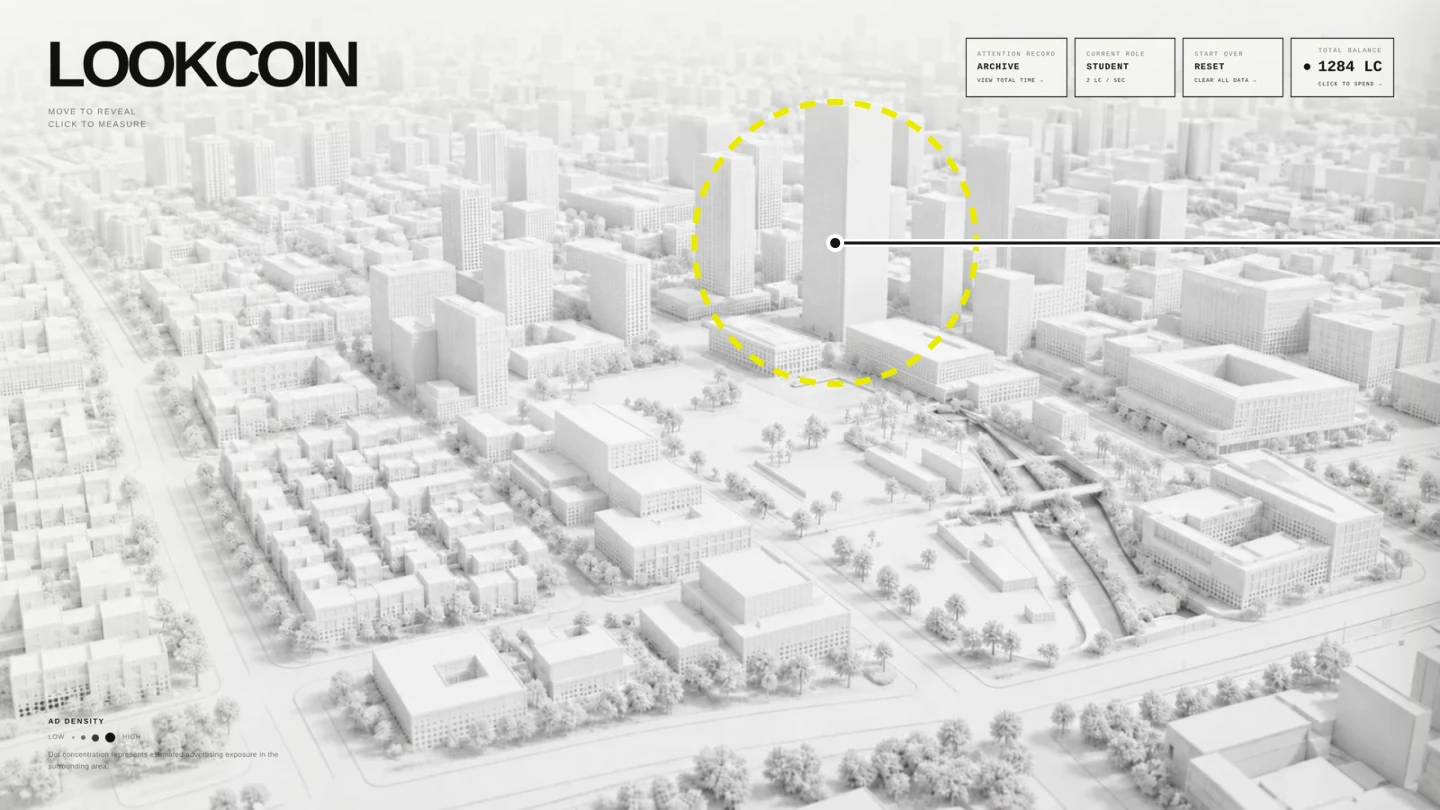 LOOKCOIN
MOVE TO REVEAL
CLICK TO MEASURE
ATTENTION RECORD
ARCHIVE
VIEW TOTAL TIME →
CURRENT ROLE
STUDENT
2 LC / SEC
START OVER
RESET
CLEAR ALL DATA →
TOTAL BALANCE
● 1284 LC
CLICK TO SPEND →
AD DENSITY
LOW HIGH
Dot concentration represents estimated advertising exposure in the
surrounding area.